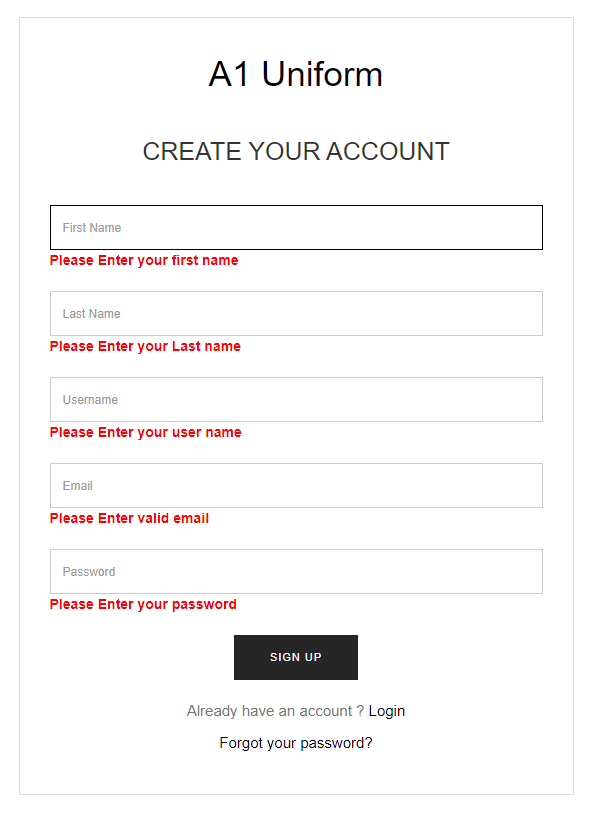 A1 Uniform
CREATE YOUR ACCOUNT
First Name
Please Enter your first name
Last Name
Please Enter your Last name
Username
Please Enter your user name
Email
Please Enter valid email
Password
Please Enter your password
SIGN UP
Already have an account ? Login
Forgot your password?